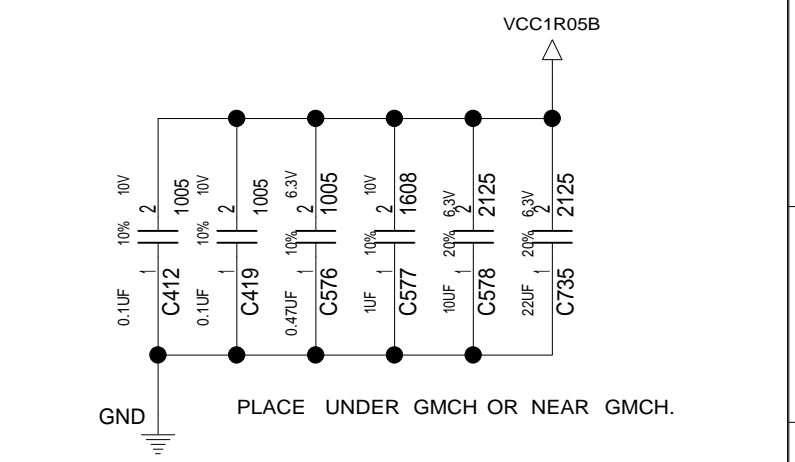 VCC1R05B
0.1UF 10% 10V
1 2
C412 1005
0.1UF 10% 10V
1 2
C419 1005
0.47UF 10% 6.3V
1 2
C576 1005
1UF 10% 10V
1 2
C577 1608
10UF 20% 6.3V
1 2
C578 2125
22UF 20% 6.3V
1 2
C735 2125
GND
PLACE UNDER GMCH OR NEAR GMCH.